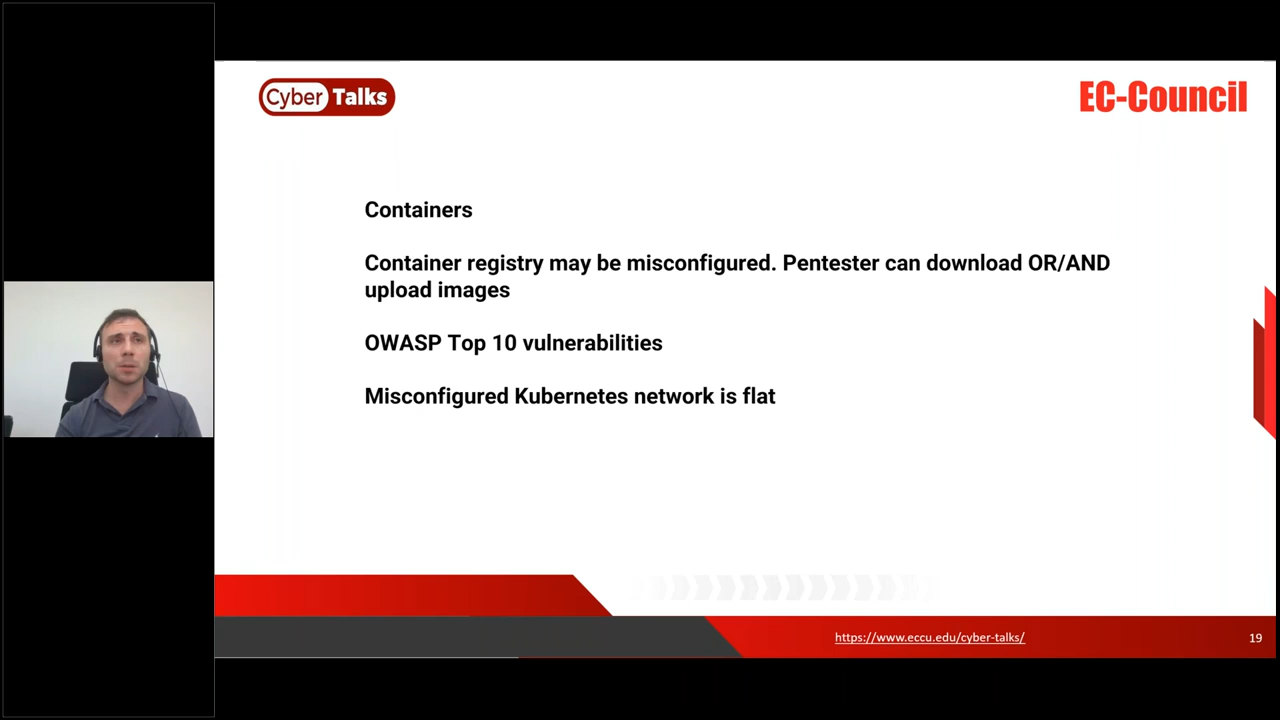 Cyber Talks
EC-Council
Containers
Container registry may be misconfigured. Pentester can download OR/AND
upload images
OWASP Top 10 vulnerabilities
Misconfigured Kubernetes network is flat
https://www.eccu.edu/cyber-talks/
19